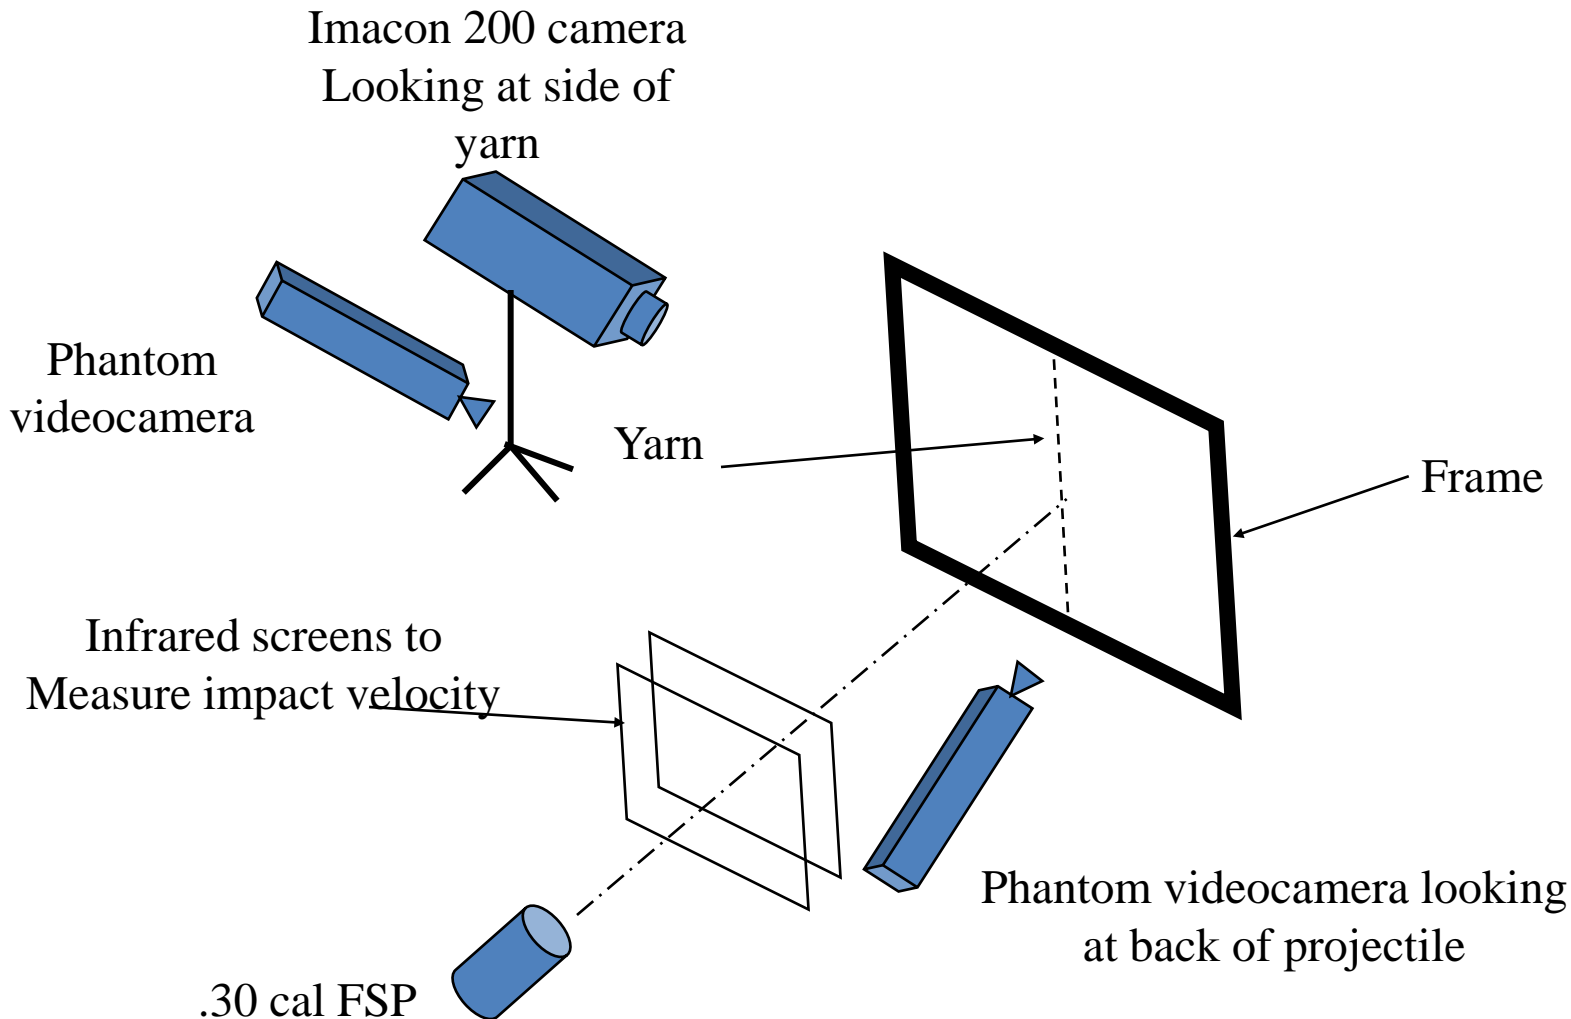 Imacon 200 camera
Looking at side of
yarn
Phantom
videocamera
Yarn
Frame
Infrared screens to
Measure impact velocity
Phantom videocamera looking
at back of projectile
.30 cal FSP